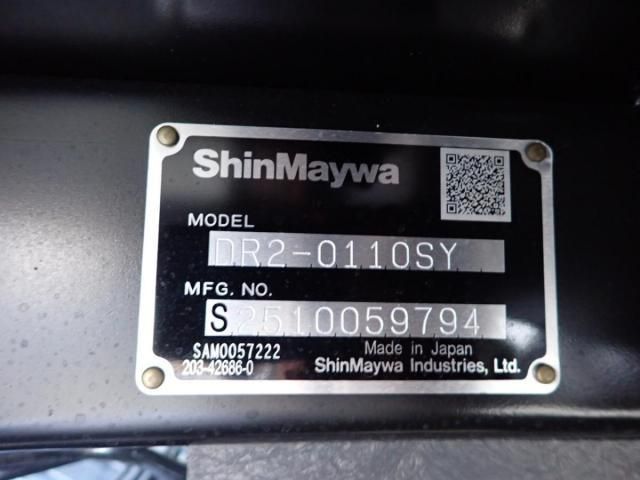 ShinMaywa
MODEL
DR2-0110SY
MFG. NO.
S2510059794
SAM0057222
Made in Japan
203-42686-0
ShinMaywa Industries, Ltd.